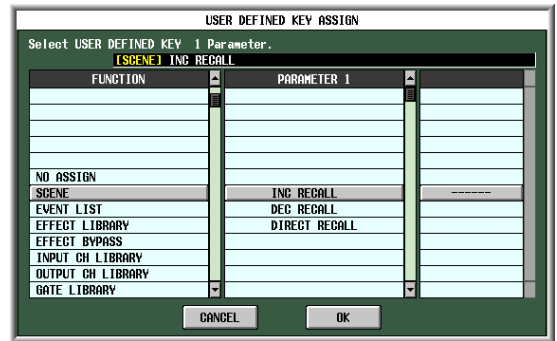 USER DEFINED KEY ASSIGN
Select USER DEFINED KEY 1 Parameter.
[SCENE] INC RECALL
FUNCTION PARAMETER 1
NO ASSIGN
SCENE INC RECALL ------
EVENT LIST DEC RECALL
EFFECT LIBRARY DIRECT RECALL
EFFECT BYPASS
INPUT CH LIBRARY
OUTPUT CH LIBRARY
GATE LIBRARY
CANCEL OK